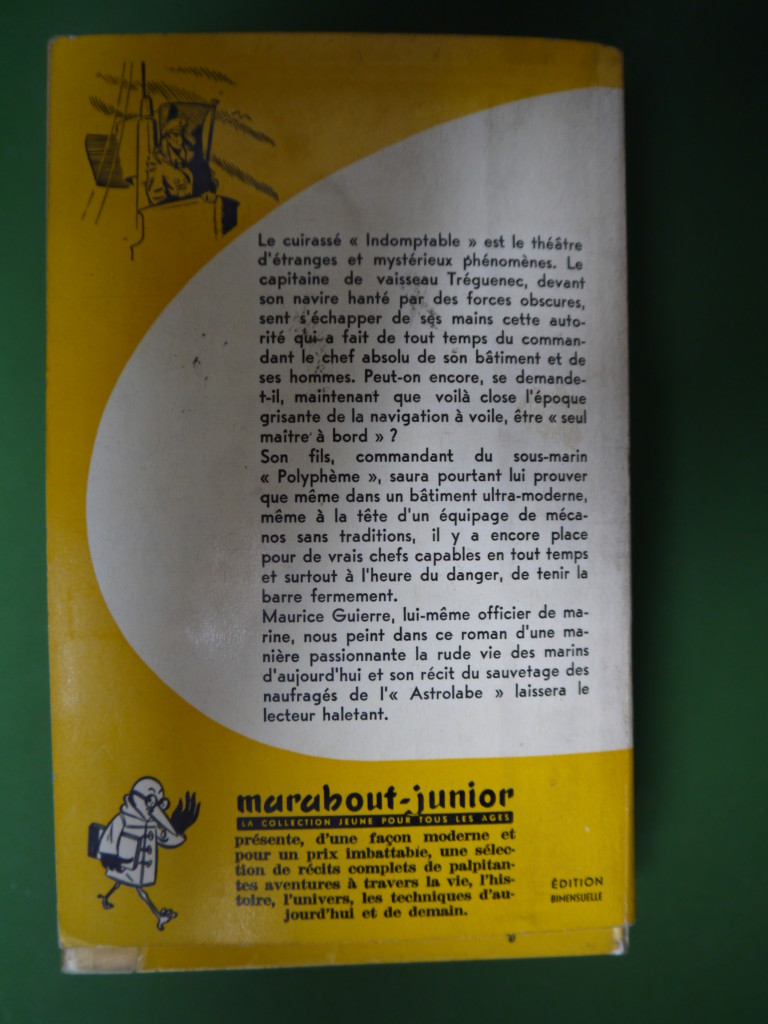 Le cuirassé « Indomptable » est le théâtre
d'étranges et mystérieux phénomènes. Le
capitaine de vaisseau Tréguenec, devant
son navire hanté par des forces obscures,
sent s'échapper de ses mains cette auto-
rité qui a fait de tout temps du comman-
dant le chef absolu de son bâtiment et de
ses hommes. Peut-on encore, se demande-
t-il, maintenant que voilà close l'époque
grisante de la navigation à voile, être « seul
maître à bord » ?
Son fils, commandant du sous-marin
« Polyphème », saura pourtant lui prouver
que même dans un bâtiment ultra-moderne,
même à la tête d'un équipage de méca-
nos sans traditions, il y a encore place
pour de vrais chefs capables en tout temps
et surtout à l'heure du danger, de tenir la
barre fermement.
Maurice Guierre, lui-même officier de ma-
rine, nous peint dans ce roman d'une ma-
nière passionnante la rude vie des marins
d'aujourd'hui et son récit du sauvetage des
naufragés de l'« Astrolabe » laissera le
lecteur haletant.
marabout-junior
LA COLLECTION JEUNE POUR TOUS LES AGES
présente, d'une façon moderne et
pour un prix imbattable, une sélec-
tion de récits complets de palpitan-
tes aventures à travers la vie, l'his-
toire, l'univers, les techniques d'au-
jourd'hui et de demain.
ÉDITION
BIMENSUELLE